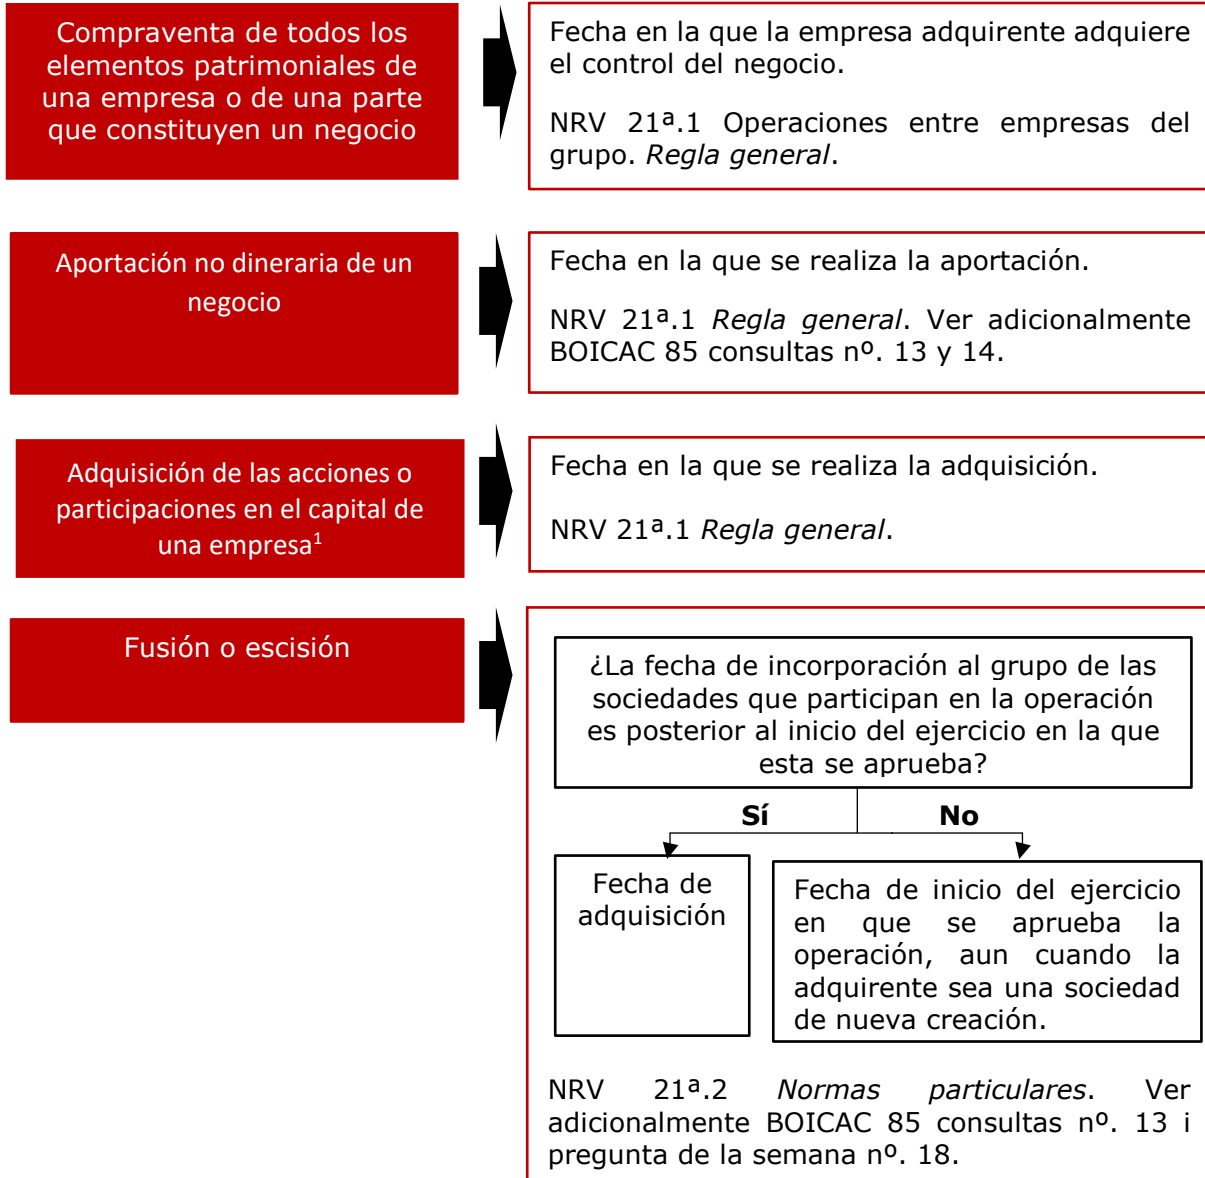 Compraventa de todos los
elementos patrimoniales de
una empresa o de una parte
que constituyen un negocio
Fecha en la que la empresa adquirente adquiere
el control del negocio.
NRV 21ª.1 Operaciones entre empresas del
grupo. Regla general.
Aportación no dineraria de un
negocio
Fecha en la que se realiza la aportación.
NRV 21ª.1 Regla general. Ver adicionalmente
BOICAC 85 consultas nº. 13 y 14.
Adquisición de las acciones o
participaciones en el capital de
una empresa1
Fecha en la que se realiza la adquisición.
NRV 21ª.1 Regla general.
Fusión o escisión
¿La fecha de incorporación al grupo de las
sociedades que participan en la operación
es posterior al inicio del ejercicio en la que
esta se aprueba?
Sí
No
Fecha de
adquisición
Fecha de inicio del ejercicio
en que se aprueba la
operación, aun cuando la
adquirente sea una sociedad
de nueva creación.
NRV 21ª.2 Normas particulares. Ver
adicionalmente BOICAC 85 consultas nº. 13 i
pregunta de la semana nº. 18.